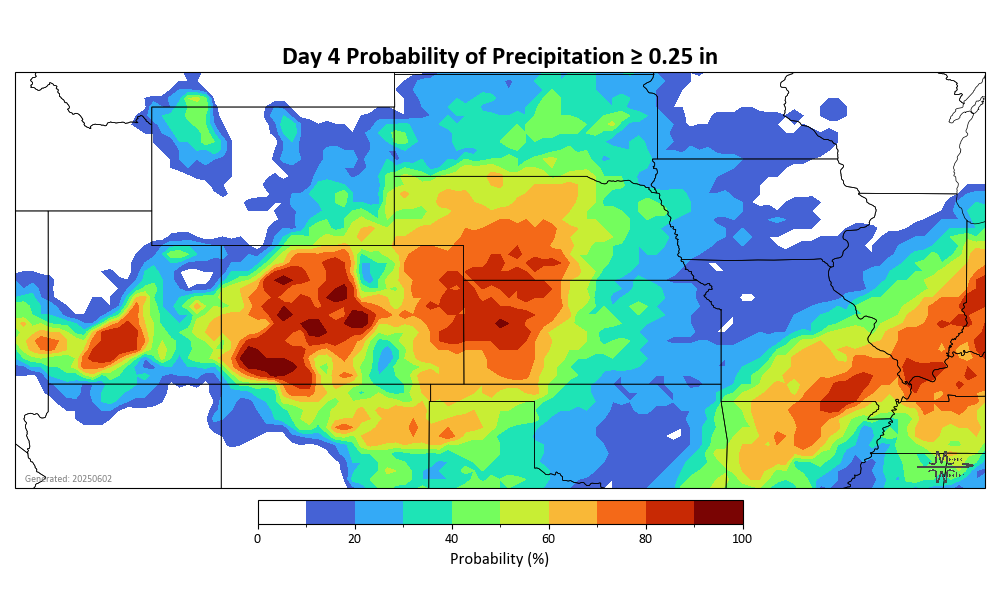 Day 4 Probability of Precipitation ≥ 0.25 in
Generated: 20250602
0 20 40 60 80 100
Probability (%)